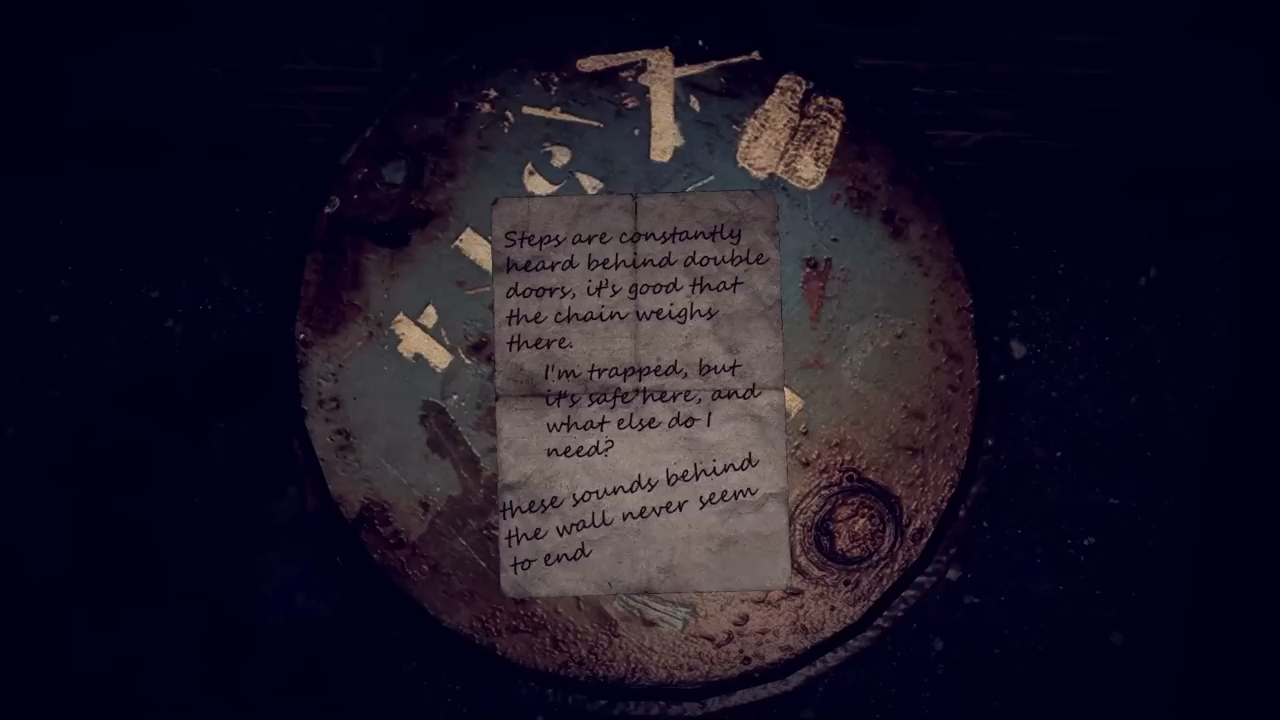 Steps are constantly
heard behind double
doors, it's good that
the chain weighs
there.
I'm trapped, but
it's safe here, and
what else do I
need?
these sounds behind
the wall never seem
to end